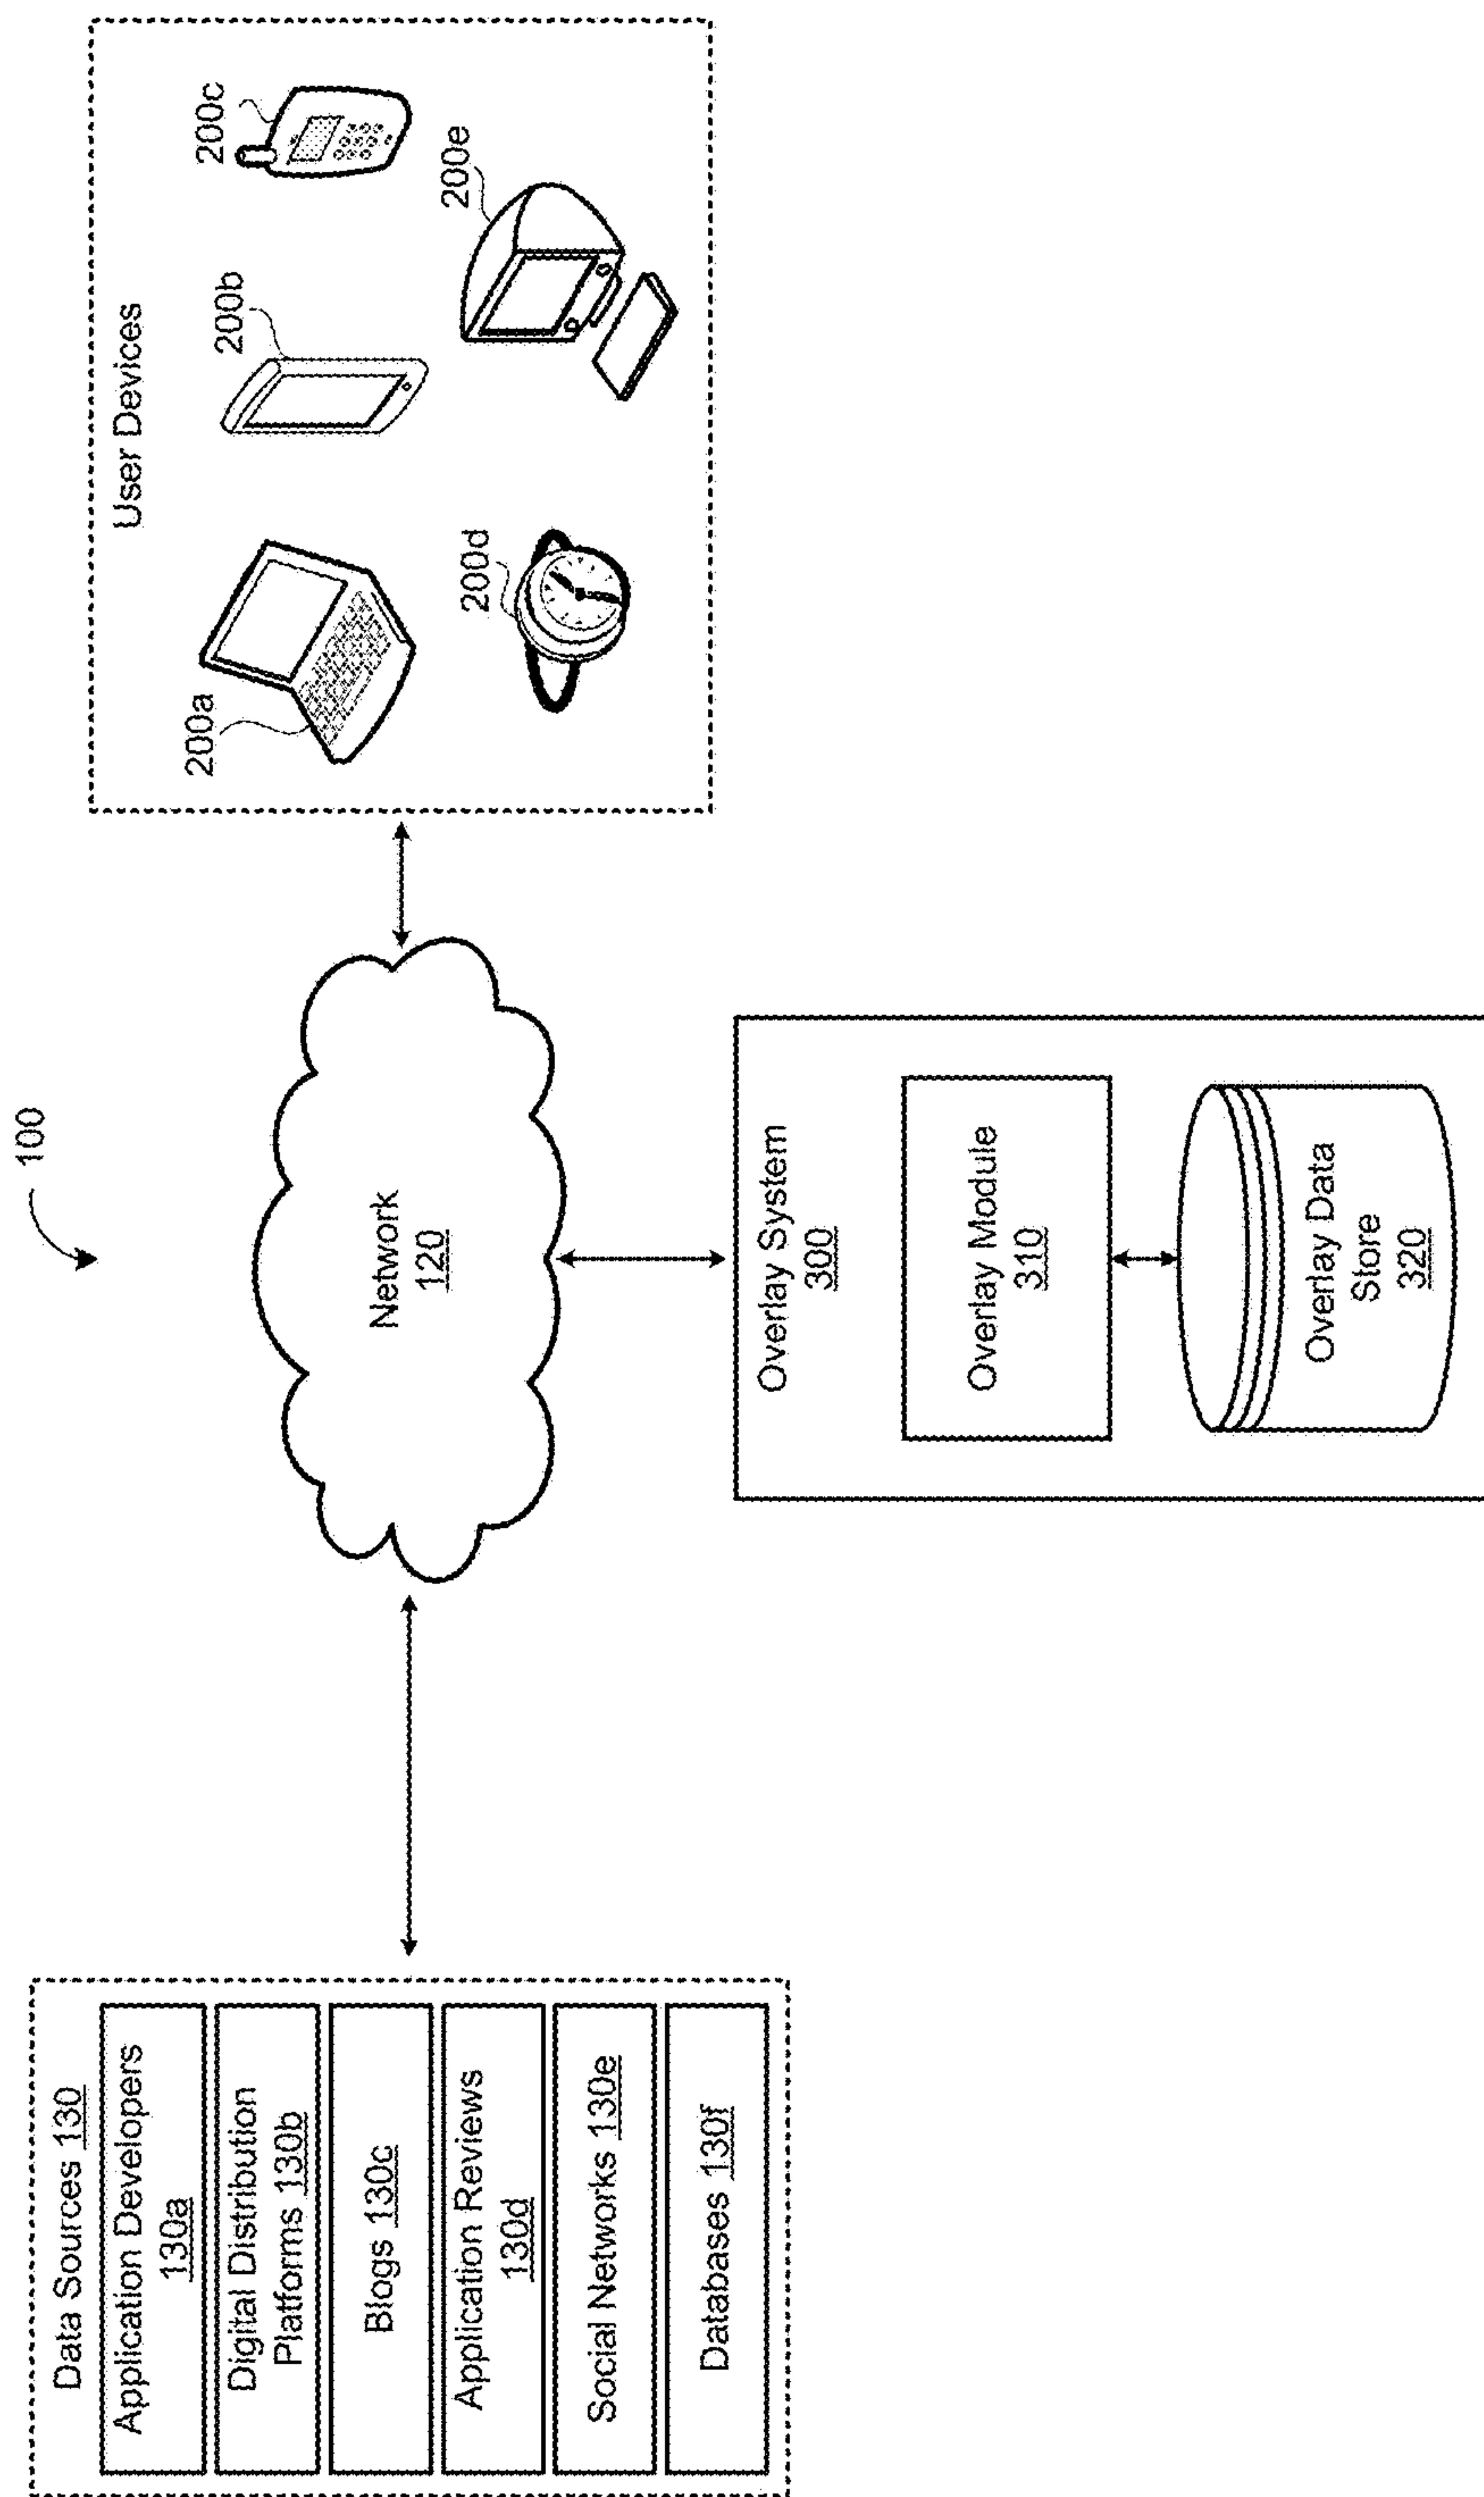 100
Data Sources 130
Application Developers
130a
Digital Distribution
Platforms 130b
Blogs 130c
Application Reviews
130d
Social Networks 130e
Databases 130f
Network
120
User Devices
200a
200b
200c
200d
200e
Overlay System
300
Overlay Module
310
Overlay Data
Store
320